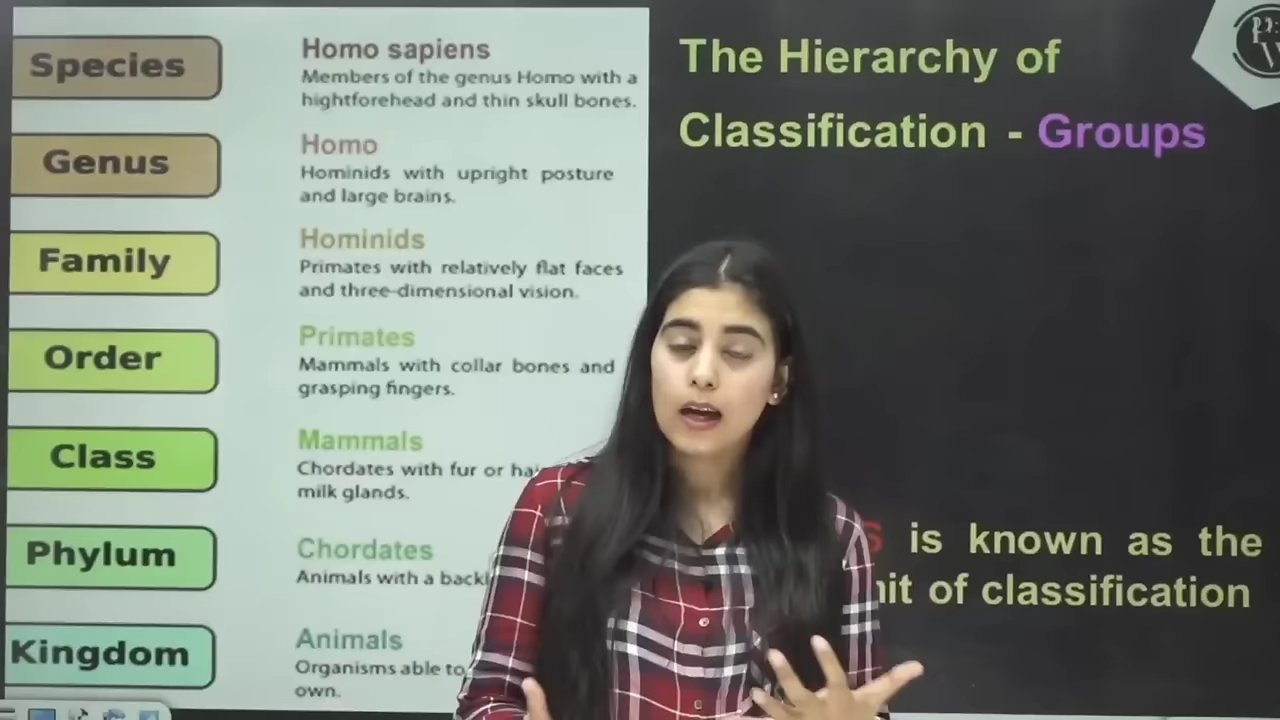 Species
Homo sapiens
Members of the genus Homo with a
hightforehead and thin skull bones.
Genus
Homo
Hominids with upright posture
and large brains.
Family
Hominids
Primates with relatively flat faces
and three-dimensional vision.
Order
Primates
Mammals with collar bones and
grasping fingers.
Class
Mammals
Chordates with fur or
milk glands.
Phylum
Chordates
Animals with a
Kingdom
Animals
Organisms able to
own.
The Hierarchy of
Classification - Groups
is known as the
of classification